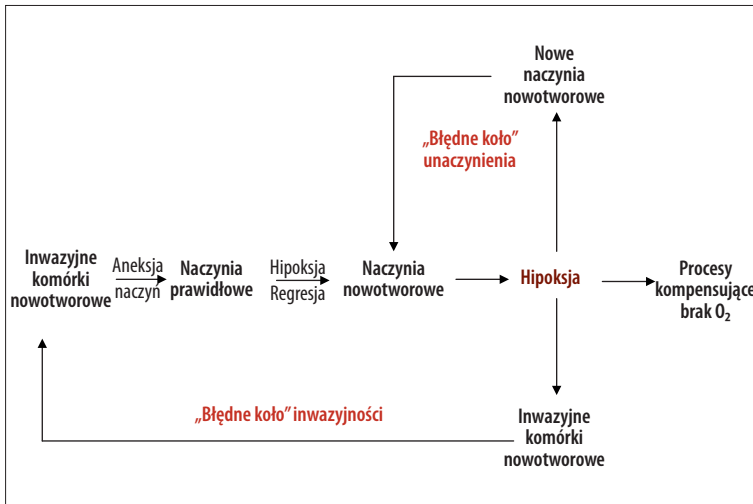 Nowe
naczynia
nowotworowe
„Błędne koło”
unaczynienia
Inwazyjne
komórki
nowotworowe
Aneksja
naczyń
Naczynia
prawidłowe
Hipoksja
Regresja
Naczynia
nowotworowe
Hipoksja
Procesy
kompensujące
brak O₂
„Błędne koło” inwazyjności
Inwazyjne
komórki
nowotworowe